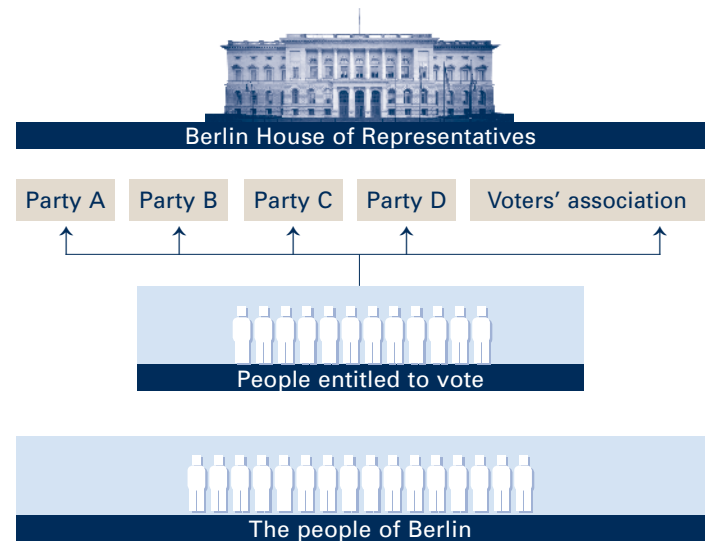 Berlin House of Representatives
Party A
Party B
Party C
Party D
Voters’ association
People entitled to vote
The people of Berlin